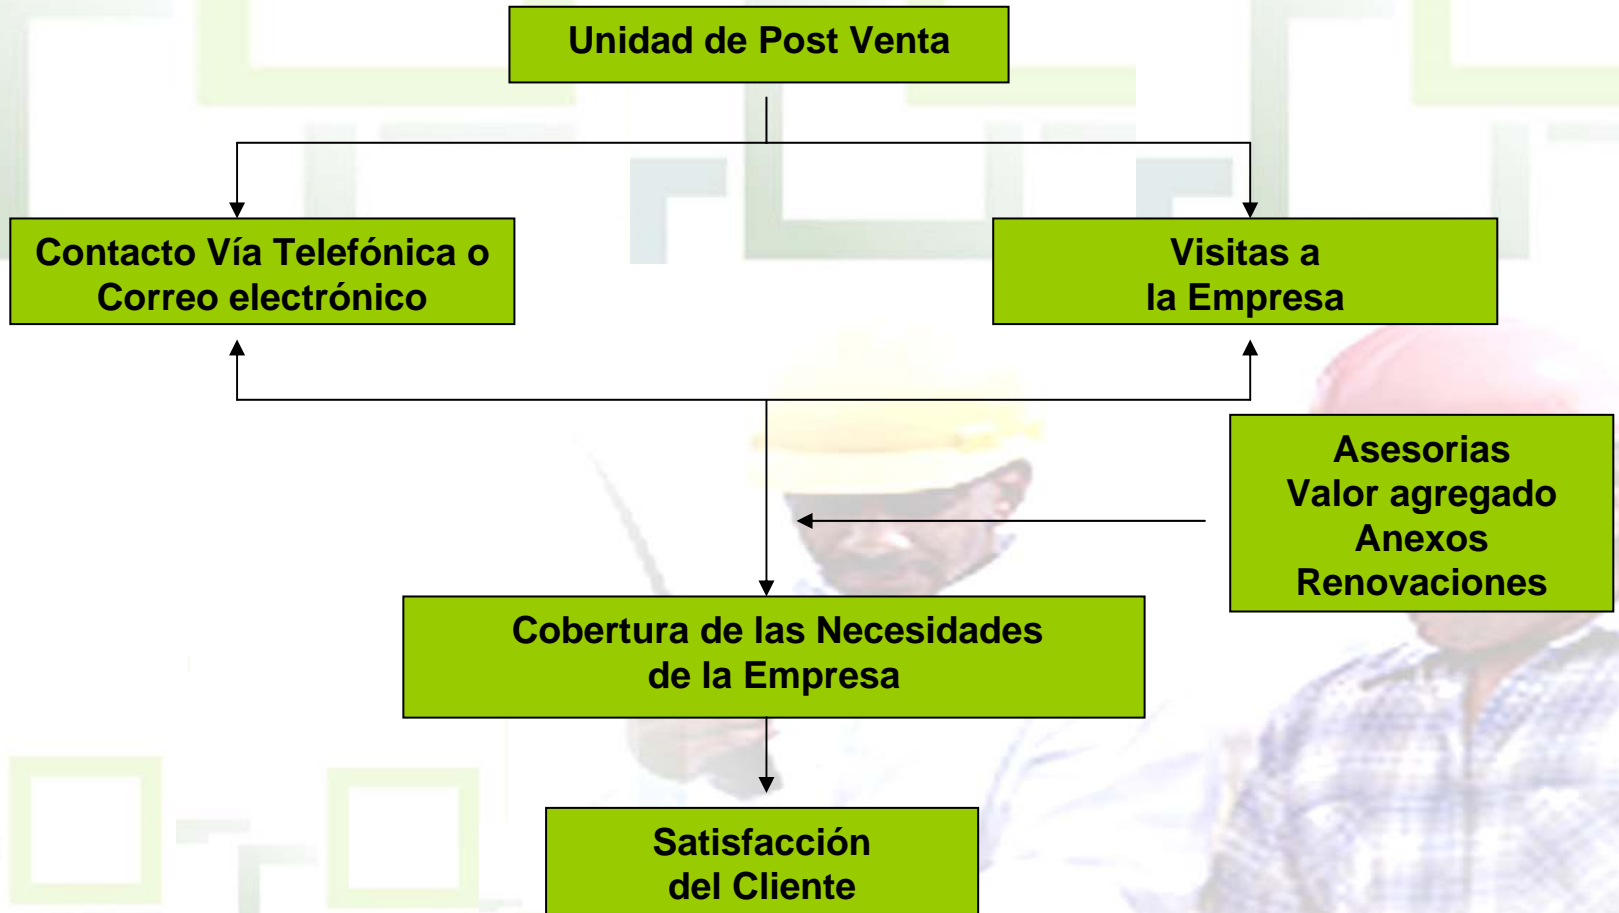 Unidad de Post Venta
Contacto Vía Telefónica o
Correo electrónico
Visitas a
la Empresa
Asesorias
Valor agregado
Anexos
Renovaciones
Cobertura de las Necesidades
de la Empresa
Satisfacción
del Cliente